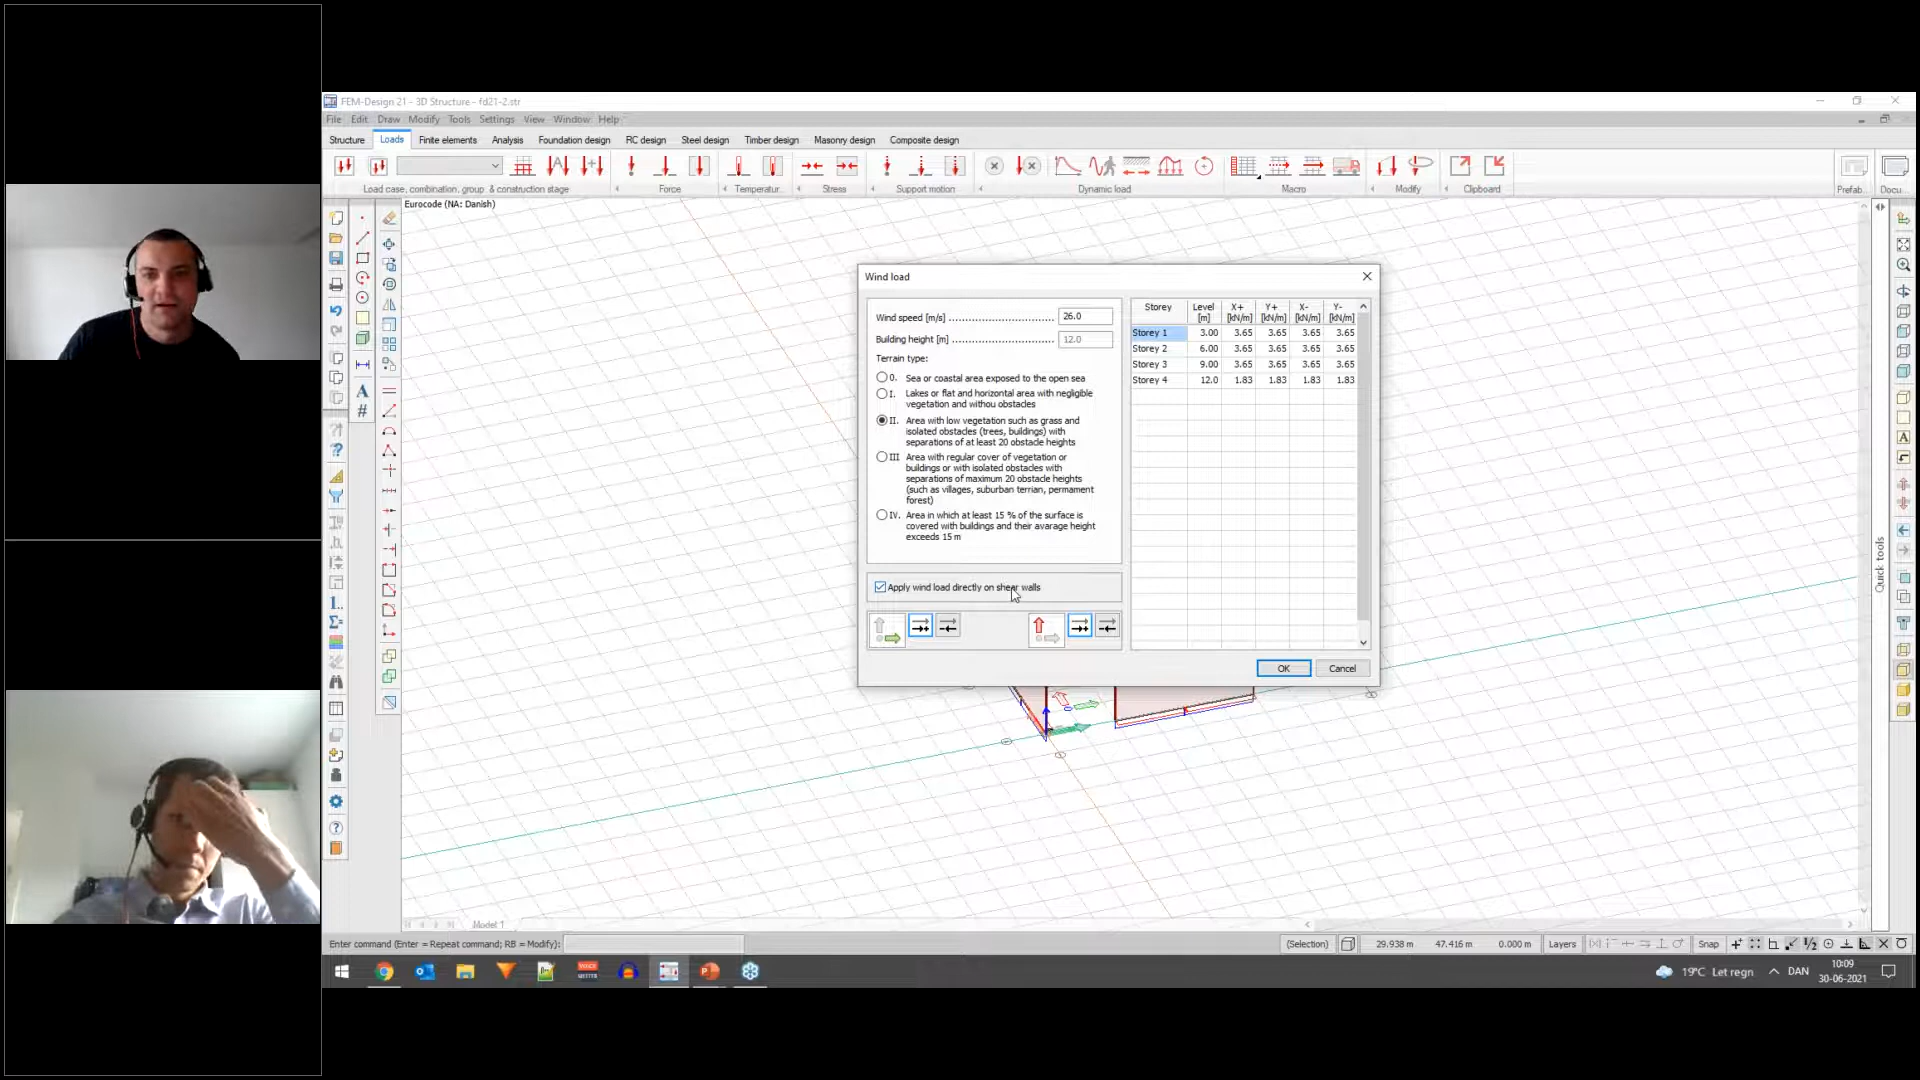 FEM-Design 21 - 3D Structure - fd21-2.str
File Edit Draw Modify Tools Settings View Window Help
Structure Loads Finite elements Analysis Foundation design RC design Steel design Timber design Masonry design Composite design
Load case, combination, group & construction stage Force Temperatur... Stress Support motion Dynamic load Macro Modify Clipboard Prefab... Docu...
Eurocode (NA: Danish)
Wind load
Wind speed [m/s] 26.0
Building height [m] 12.0
Terrain type:
0. Sea or coastal area exposed to the open sea
I. Lakes or flat and horizontal area with negligible
vegetation and withou obstacles
II. Area with low vegetation such as grass and
isolated obstacles (trees, buildings) with
separations of at least 20 obstacle heights
III Area with regular cover of vegetation or
buildings or with isolated obstacles with
separations of maximum 20 obstacle heights
(such as villages, suburban terrian, permament
forest)
IV. Area in which at least 15 % of the surface is
covered with buildings and their avarage height
exceeds 15 m
Apply wind load directly on shear walls
Storey Level X+ Y+ X- Y-
[m] [kN/m] [kN/m] [kN/m] [kN/m]
Storey 1 3.00 3.65 3.65 3.65 3.65
Storey 2 6.00 3.65 3.65 3.65 3.65
Storey 3 9.00 3.65 3.65 3.65 3.65
Storey 4 12.0 1.83 1.83 1.83 1.83
OK Cancel
Quick tools
Model 1
Enter command (Enter = Repeat command; RB = Modify):
(Selection) 29.938 m 47.416 m 0.000 m Layers Snap
19°C Let regn DAN
10:09
30-06-2021